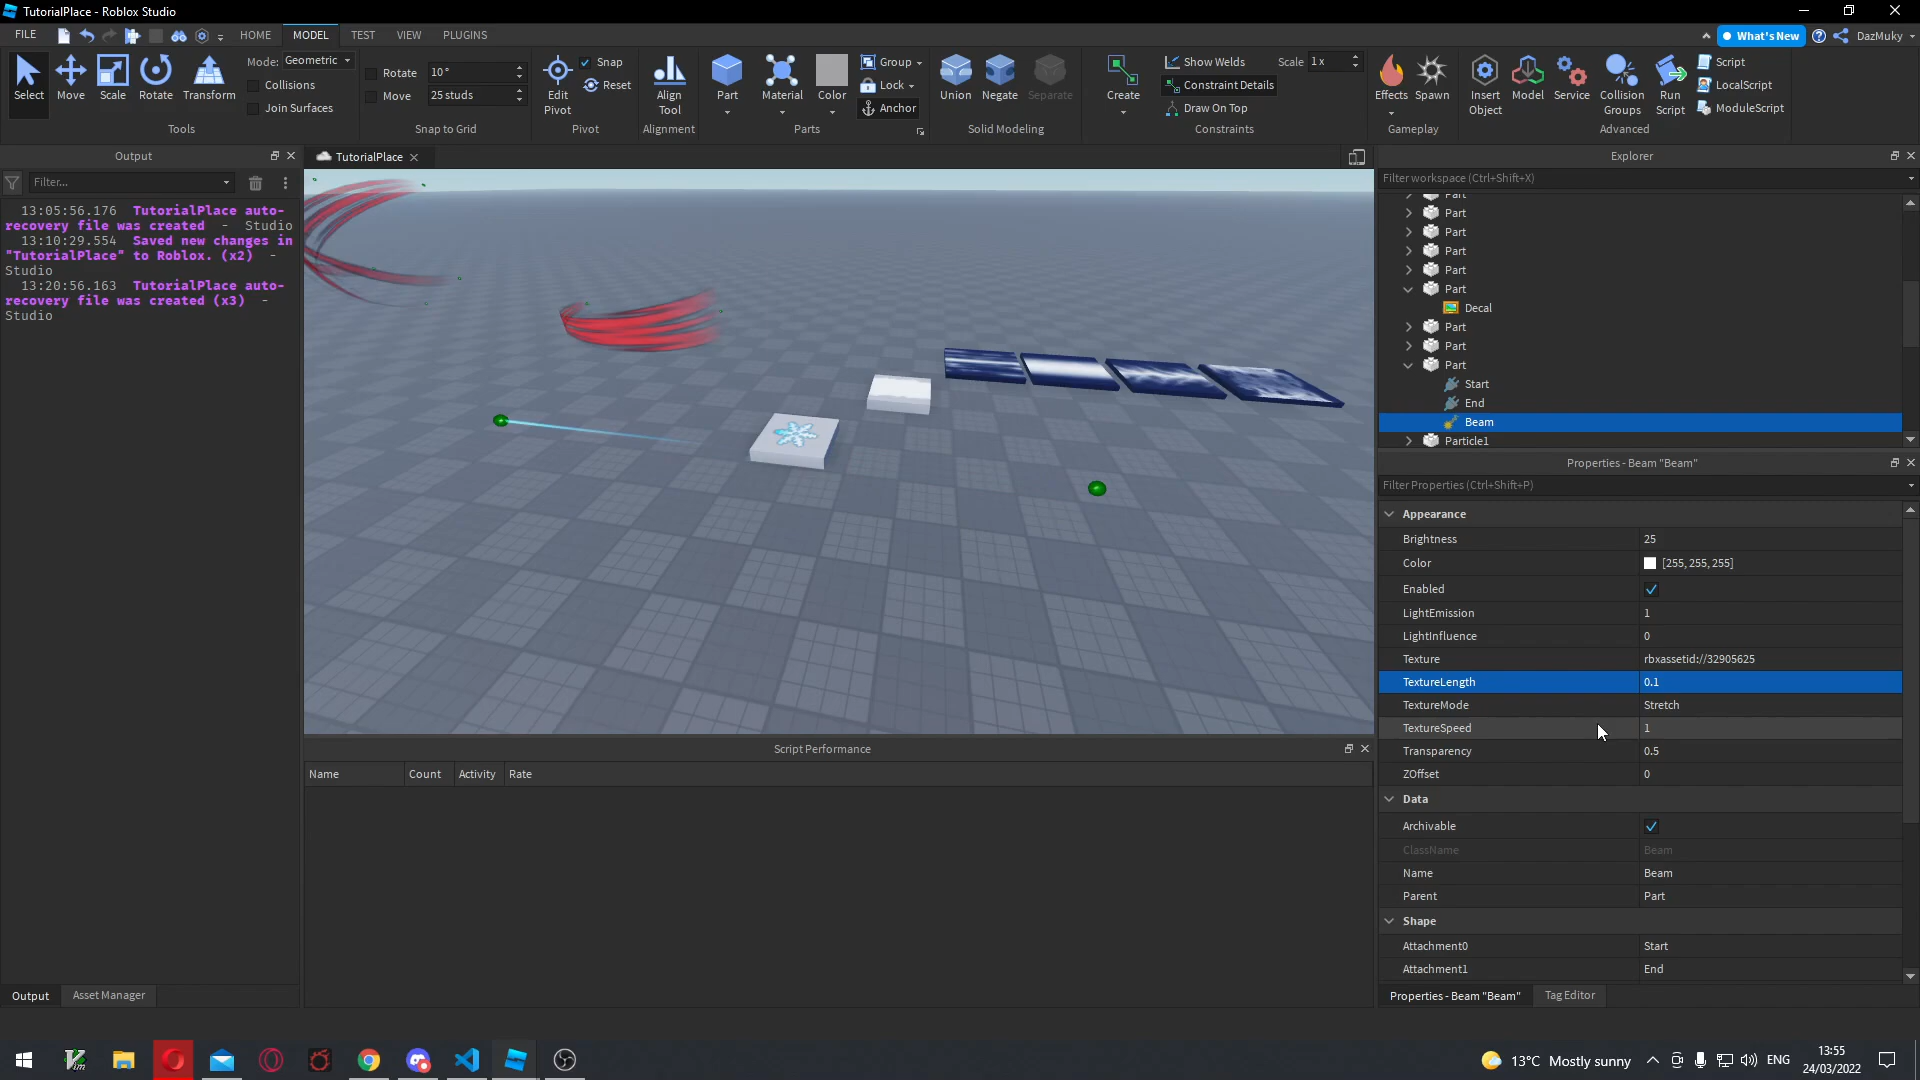 TutorialPlace - Roblox Studio
FILE
HOME
MODEL
TEST
VIEW
PLUGINS
What's New
DazMuky
Select
Move
Scale
Rotate
Transform
Mode: Geometric
Collisions
Join Surfaces
Tools
Rotate 10°
Move 25 studs
Snap to Grid
Edit
Pivot
Snap
Reset
Pivot
Align
Tool
Alignment
Part
Material
Color
Group
Lock
Anchor
Parts
Union
Negate
Separate
Solid Modeling
Create
Show Welds
Scale 1x
Constraint Details
Draw On Top
Constraints
Effects
Spawn
Gameplay
Insert
Object
Model
Service
Collision
Groups
Run
Script
Script
LocalScript
ModuleScript
Advanced
Output
Filter...
13:05:56.176 TutorialPlace auto-
recovery file was created - Studio
13:10:29.554 Saved new changes in
"TutorialPlace" to Roblox. (x2) -
Studio
13:20:56.163 TutorialPlace auto-
recovery file was created (x3) -
Studio
Output
Asset Manager
TutorialPlace
Script Performance
Name
Count
Activity
Rate
Explorer
Filter workspace (Ctrl+Shift+X)
Part
Part
Part
Part
Part
Part
Decal
Part
Part
Part
Start
End
Beam
Particle1
Properties - Beam "Beam"
Filter Properties (Ctrl+Shift+P)
Appearance
Brightness 25
Color [255, 255, 255]
Enabled
LightEmission 1
LightInfluence 0
Texture rbxassetid://32905625
TextureLength 0.1
TextureMode Stretch
TextureSpeed 1
Transparency 0.5
ZOffset 0
Data
Archivable
ClassName Beam
Name Beam
Parent Part
Shape
Attachment0 Start
Attachment1 End
Properties - Beam "Beam"
Tag Editor
Vim
13°C Mostly sunny
ENG
13:55
24/03/2022